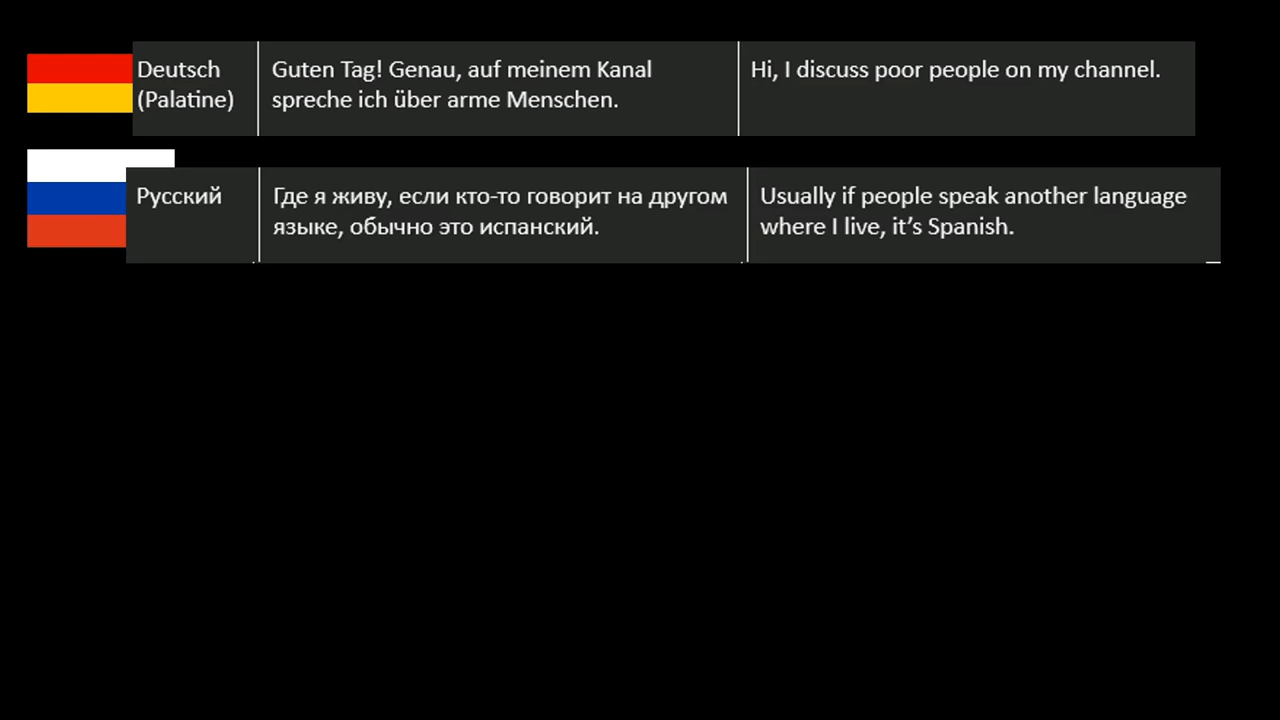 Deutsch
(Palatine)
Guten Tag! Genau, auf meinem Kanal
spreche ich über arme Menschen.
Hi, I discuss poor people on my channel.
Русский
Где я живу, если кто-то говорит на другом
языке, обычно это испанский.
Usually if people speak another language
where I live, it’s Spanish.